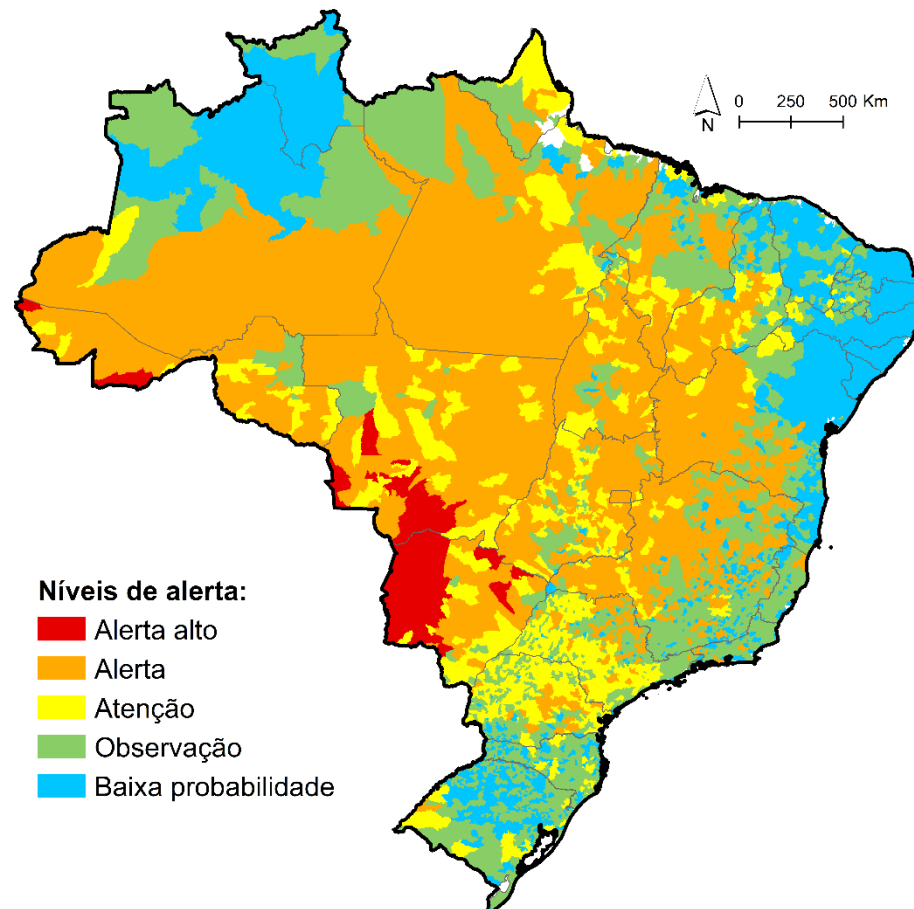 N
0 250 500 Km
Níveis de alerta:
Alerta alto
Alerta
Atenção
Observação
Baixa probabilidade